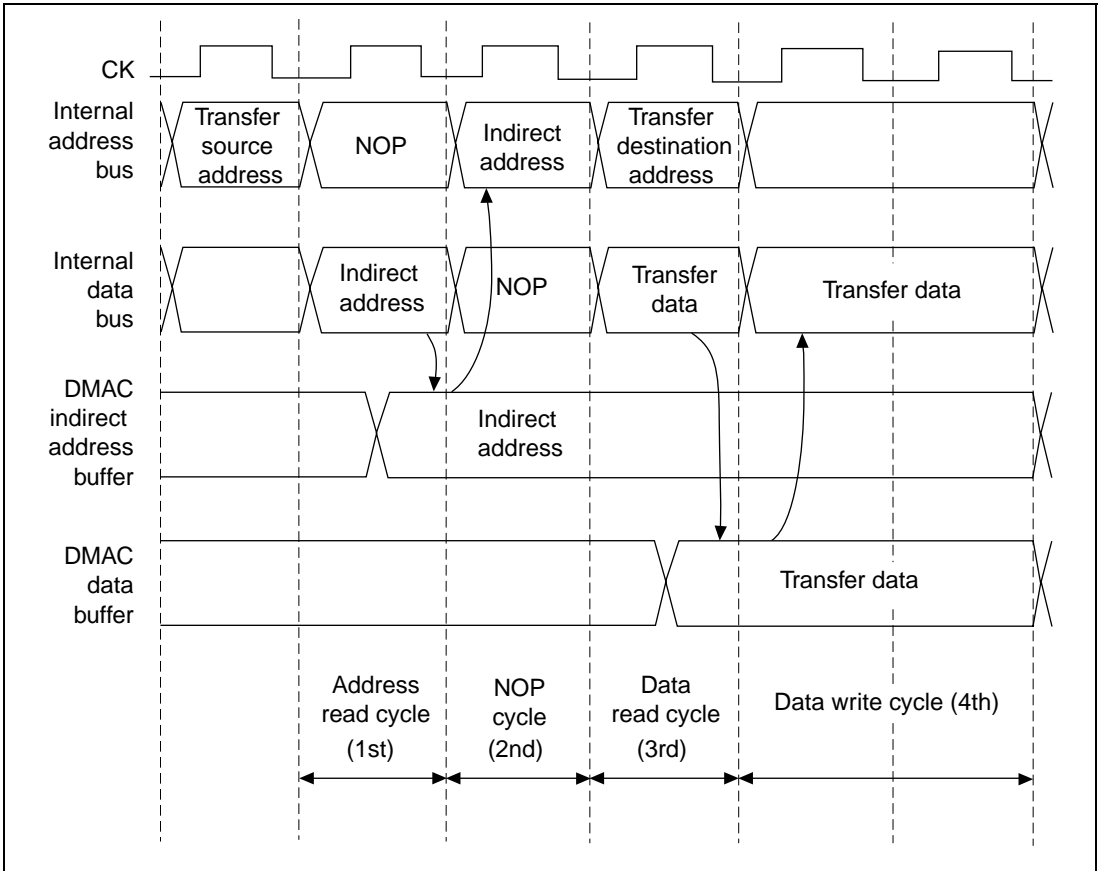 CK
Internal
address
bus
Transfer
source
address
NOP
Indirect
address
Transfer
destination
address
Internal
data
bus
Indirect
address
NOP
Transfer
data
Transfer data
DMAC
indirect
address
buffer
Indirect
address
DMAC
data
buffer
Transfer data
Address
read cycle
(1st)
NOP
cycle
(2nd)
Data
read cycle
(3rd)
Data write cycle (4th)